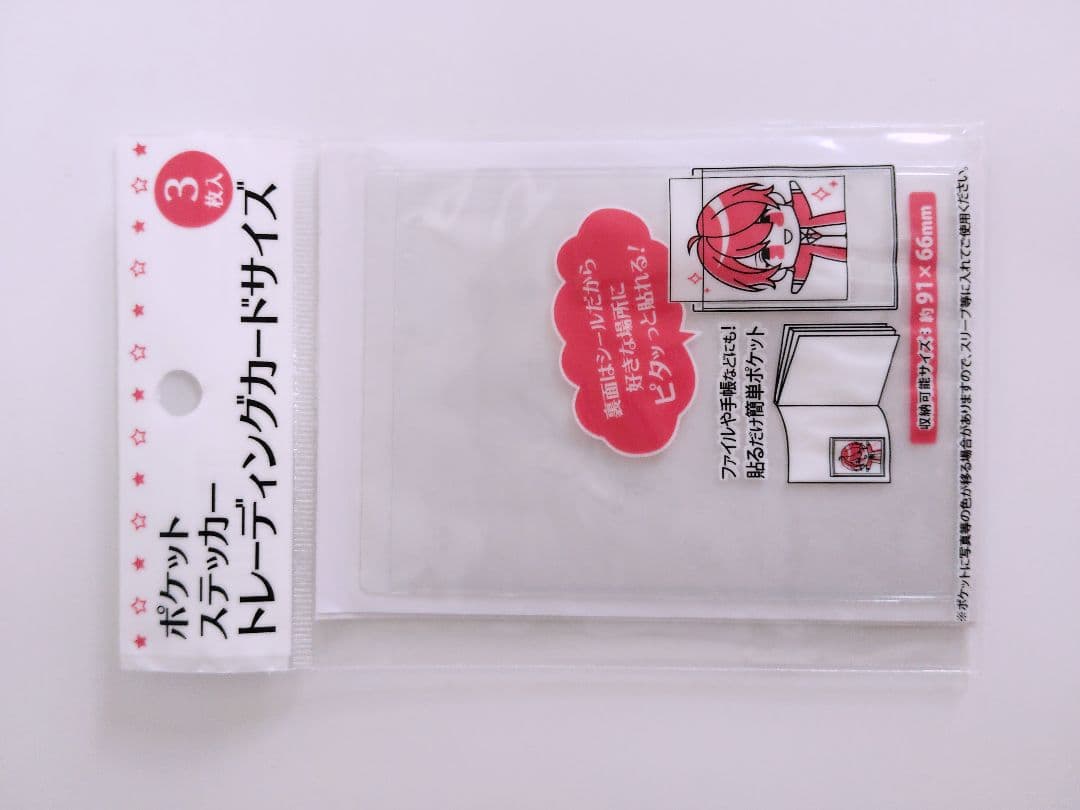 3
枚入
ポケット
ステッカー
トレーディングカードサイズ
裏面はシールだから
好きな場所に
ピタッっと貼れる!
ファイルや手帳などにも!
貼るだけ簡単ポケット
収納可能サイズ:約91×66mm
※ポケットに写真等の色が移る場合がありますので、スリーブ等に入れてご使用ください。